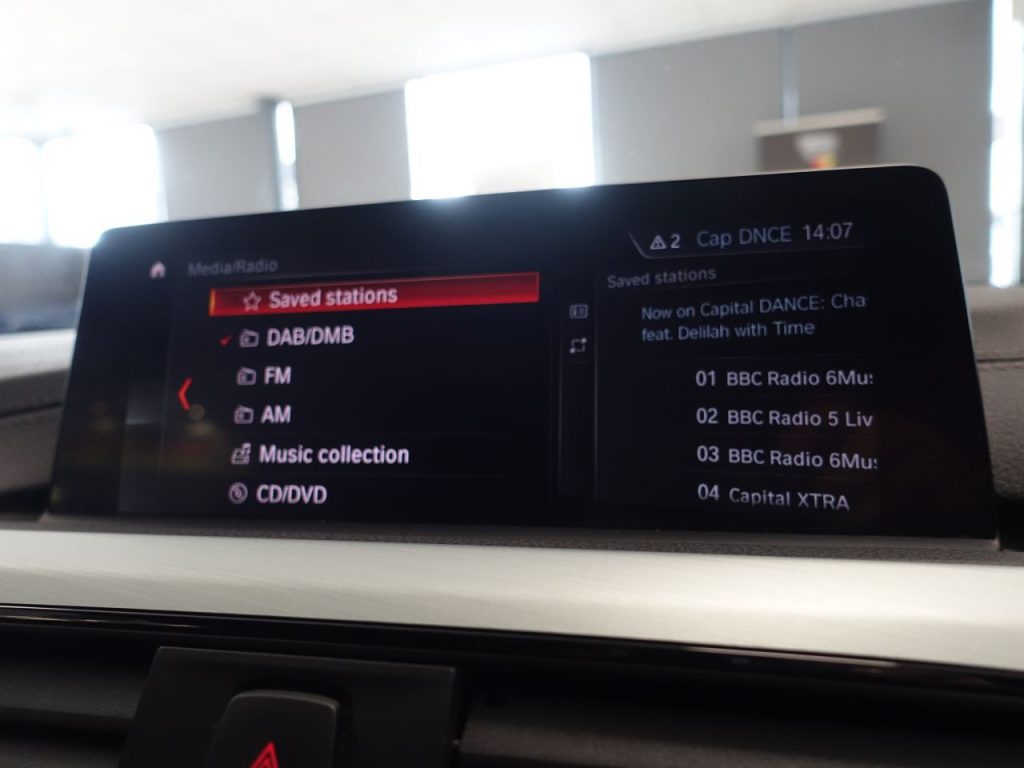 2 Cap DNCE 14:07
Media/Radio
Saved stations
DAB/DMB
FM
AM
Music collection
CD/DVD
Saved stations
Now on Capital DANCE: Cha
feat. Delilah with Time
01 BBC Radio 6Mus
02 BBC Radio 5 Liv
03 BBC Radio 6Mus
04 Capital XTRA